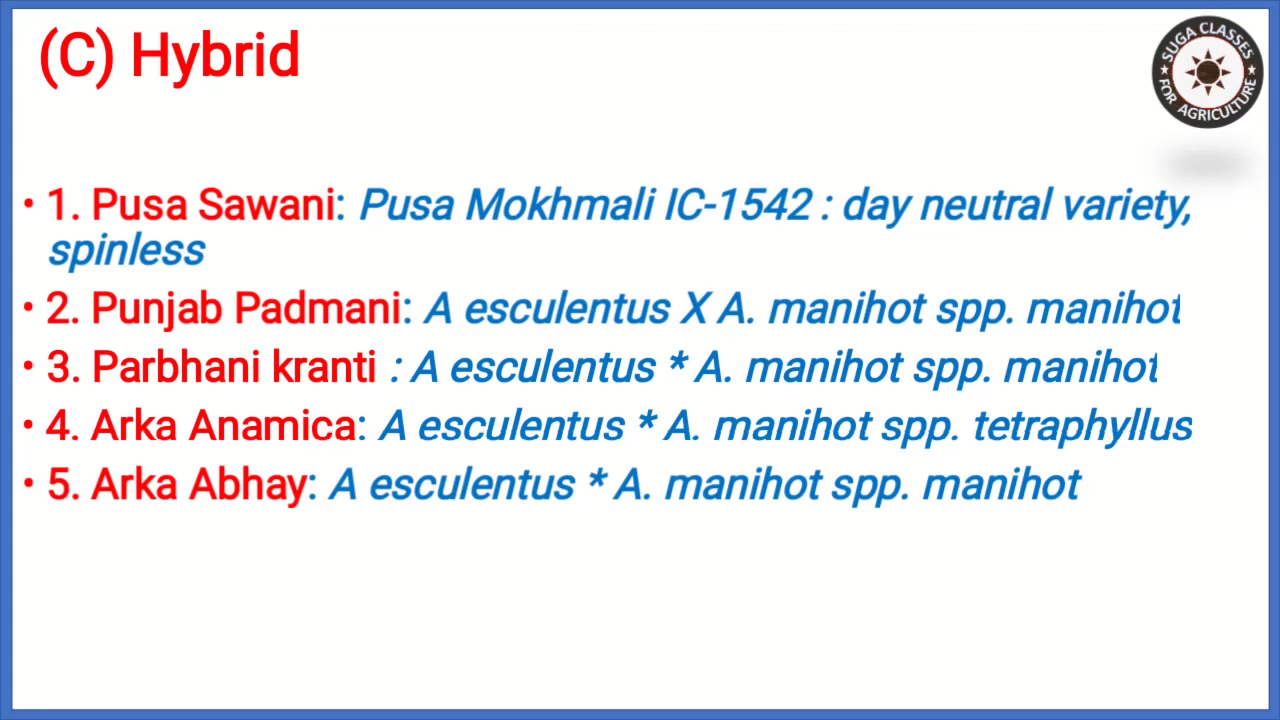 (C) Hybrid
SUGA CLASSES
FOR AGRICULTURE
• 1. Pusa Sawani: Pusa Mokhmali IC-1542 : day neutral variety,
spinless
• 2. Punjab Padmani: A esculentus X A. manihot spp. manihot
• 3. Parbhani kranti : A esculentus * A. manihot spp. manihot
• 4. Arka Anamica: A esculentus * A. manihot spp. tetraphyllus
• 5. Arka Abhay: A esculentus * A. manihot spp. manihot